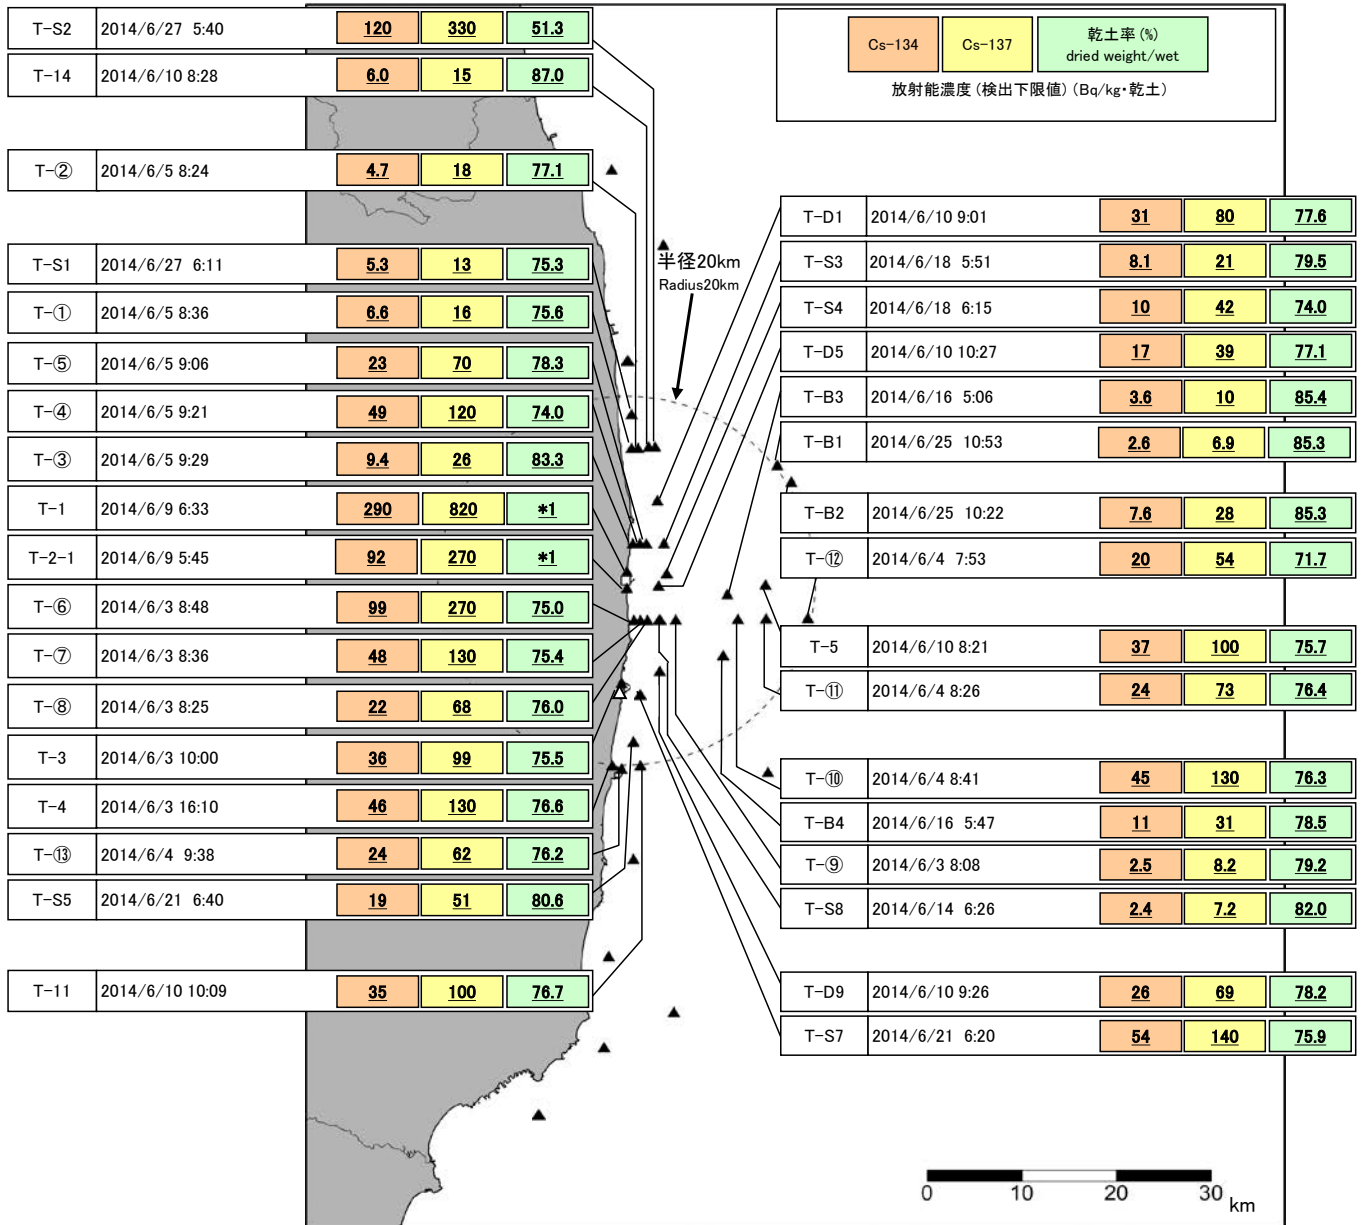 T-S2 2014/6/27 5:40 120 330 51.3
T-14 2014/6/10 8:28 6.0 15 87.0
T-② 2014/6/5 8:24 4.7 18 77.1
T-S1 2014/6/27 6:11 5.3 13 75.3
T-① 2014/6/5 8:36 6.6 16 75.6
T-⑤ 2014/6/5 9:06 23 70 78.3
T-④ 2014/6/5 9:21 49 120 74.0
T-③ 2014/6/5 9:29 9.4 26 83.3
T-1 2014/6/9 6:33 290 820 *1
T-2-1 2014/6/9 5:45 92 270 *1
T-⑥ 2014/6/3 8:48 99 270 75.0
T-⑦ 2014/6/3 8:36 48 130 75.4
T-⑧ 2014/6/3 8:25 22 68 76.0
T-3 2014/6/3 10:00 36 99 75.5
T-4 2014/6/3 16:10 46 130 76.6
T-⑬ 2014/6/4 9:38 24 62 76.2
T-S5 2014/6/21 6:40 19 51 80.6
T-11 2014/6/10 10:09 35 100 76.7
Cs-134 Cs-137 乾土率(%)
dried weight/wet
放射能濃度(検出下限値)(Bq/kg・乾土)
半径20km
Radius20km
T-D1 2014/6/10 9:01 31 80 77.6
T-S3 2014/6/18 5:51 8.1 21 79.5
T-S4 2014/6/18 6:15 10 42 74.0
T-D5 2014/6/10 10:27 17 39 77.1
T-B3 2014/6/16 5:06 3.6 10 85.4
T-B1 2014/6/25 10:53 2.6 6.9 85.3
T-B2 2014/6/25 10:22 7.6 28 85.3
T-⑫ 2014/6/4 7:53 20 54 71.7
T-5 2014/6/10 8:21 37 100 75.7
T-⑪ 2014/6/4 8:26 24 73 76.4
T-⑩ 2014/6/4 8:41 45 130 76.3
T-B4 2014/6/16 5:47 11 31 78.5
T-⑨ 2014/6/3 8:08 2.5 8.2 79.2
T-S8 2014/6/14 6:26 2.4 7.2 82.0
T-D9 2014/6/10 9:26 26 69 78.2
T-S7 2014/6/21 6:20 54 140 75.9
0 10 20 30 km